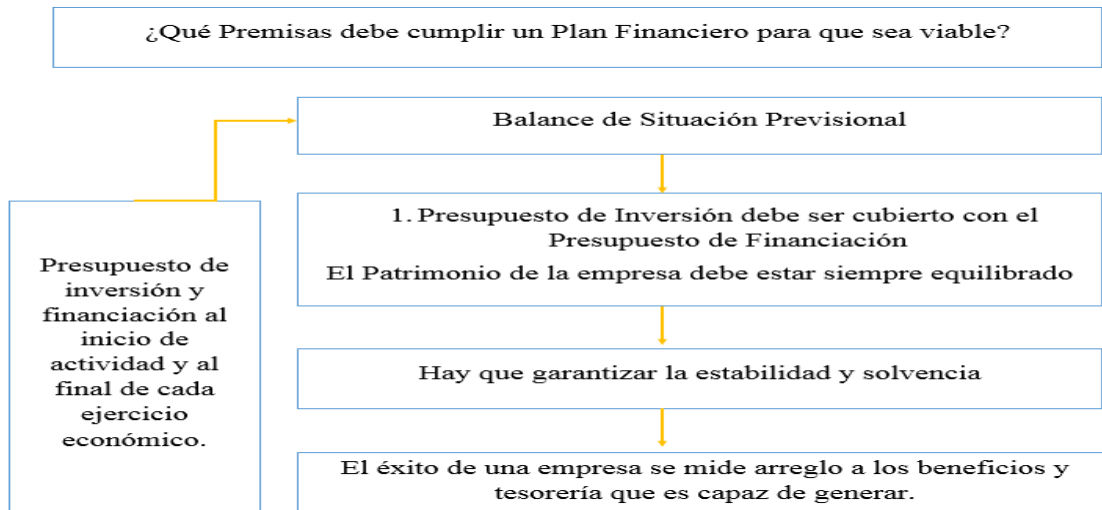 ¿Qué Premisas debe cumplir un Plan Financiero para que sea viable?
Balance de Situación Previsional
1. Presupuesto de Inversión debe ser cubierto con el
Presupuesto de Financiación
El Patrimonio de la empresa debe estar siempre equilibrado
Presupuesto de
inversión y
financiación al
inicio de
actividad y al
final de cada
ejercicio
económico.
Hay que garantizar la estabilidad y solvencia
El éxito de una empresa se mide arreglo a los beneficios y
tesorería que es capaz de generar.